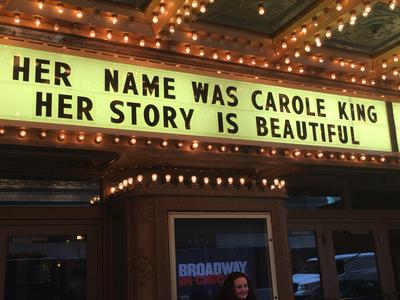 HER NAME WAS CAROLE KING
HER STORY IS BEAUTIFUL
BROADWAY
IN CHICAGO